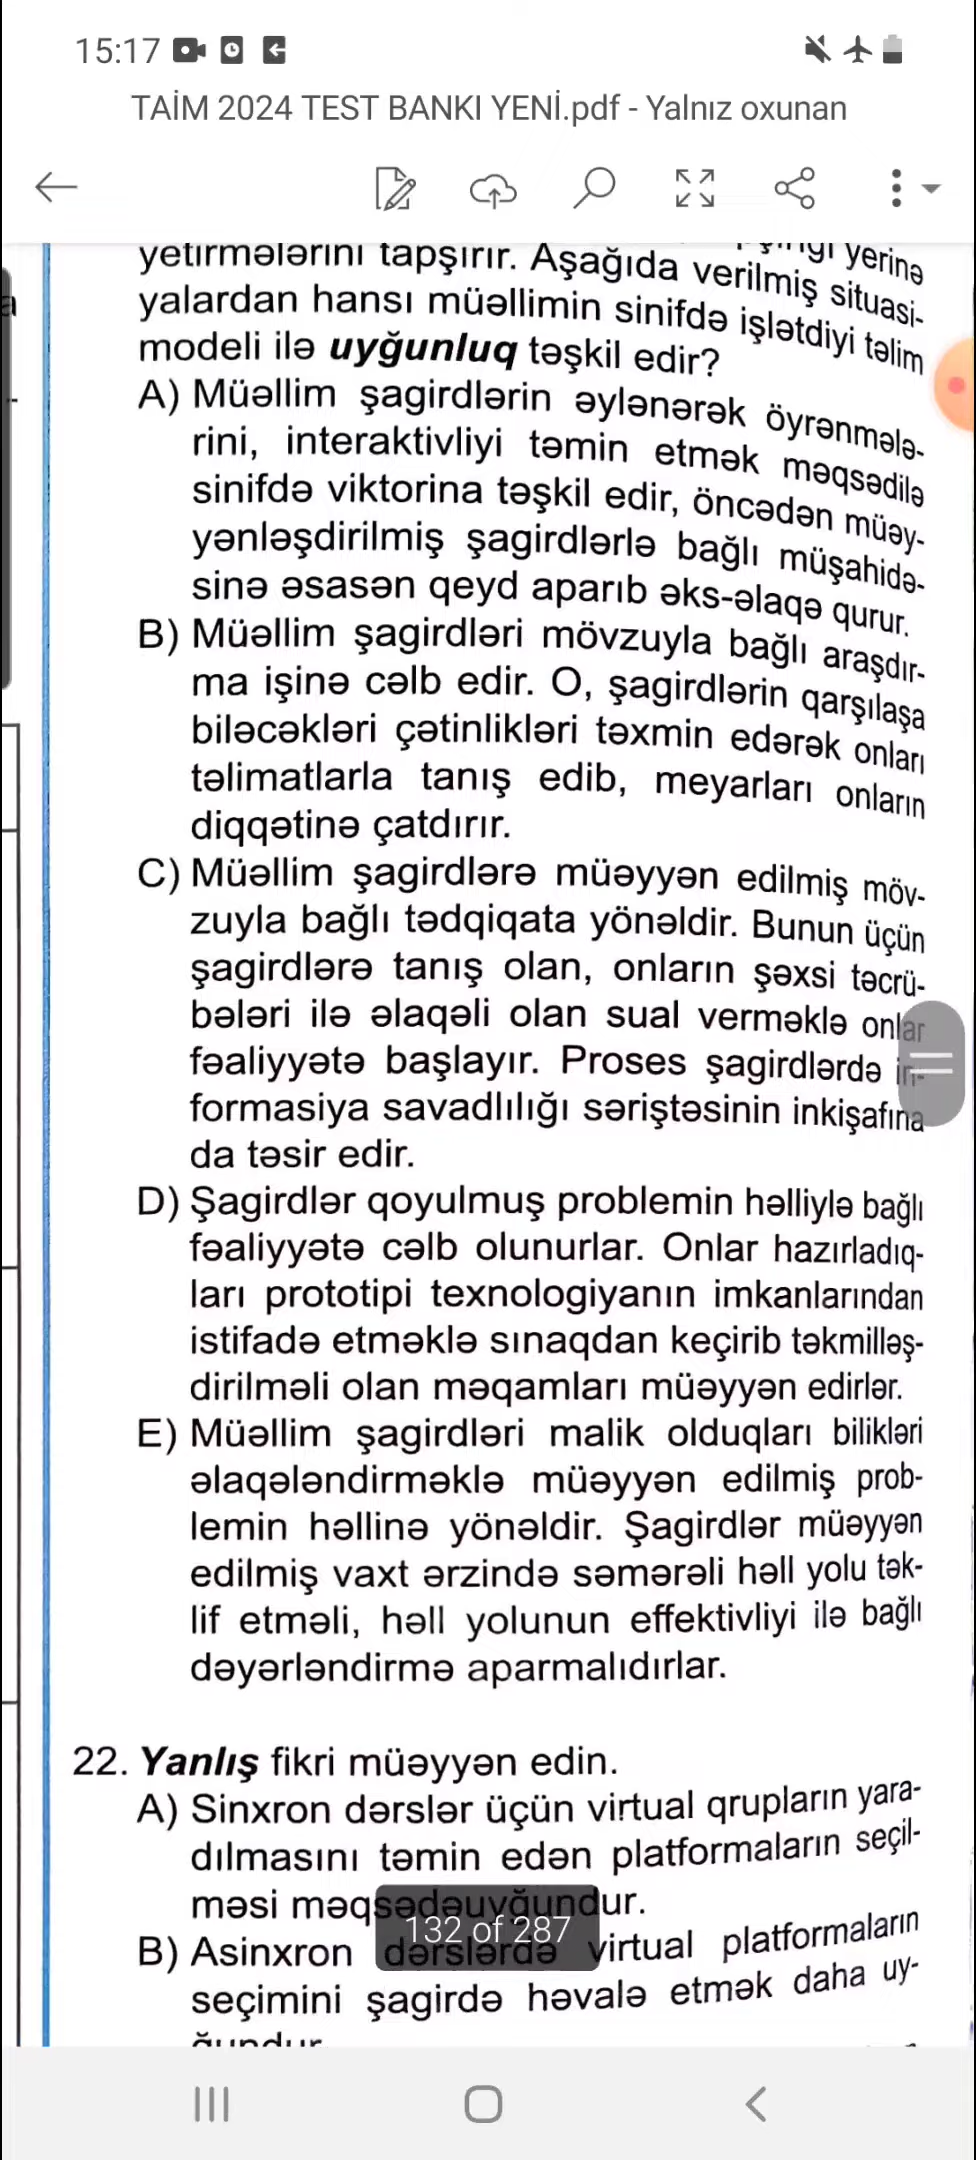 15:17
TAİM 2024 TEST BANKI YENİ.pdf - Yalnız oxunan
yerinə
yetirmələrini tapşırır. Aşağıda verilmiş situasi-
yalardan hansı müəllimin sinifdə işlətdiyi təlim
modeli ilə uyğunluq təşkil edir?
A) Müəllim şagirdlərin əylənərək öyrənmələ-
rini, interaktivliyi təmin etmək məqsədilə
sinifdə viktorina təşkil edir, öncədən müəy-
yənləşdirilmiş şagirdlərlə bağlı müşahidə-
sinə əsasən qeyd aparıb əks-əlaqə qurur.
B) Müəllim şagirdləri mövzuyla bağlı araşdır-
ma işinə cəlb edir. O, şagirdlərin qarşılaşa
biləcəkləri çətinlikləri təxmin edərək onları
təlimatlarla tanış edib, meyarları onların
diqqətinə çatdırır.
C) Müəllim şagirdlərə müəyyən edilmiş möv-
zuyla bağlı tədqiqata yönəldir. Bunun üçün
şagirdlərə tanış olan, onların şəxsi təcrü-
bələri ilə əlaqəli olan sual verməklə onlar
fəaliyyətə başlayır. Proses şagirdlərdə in-
formasiya savadlılığı səriştəsinin inkişafına
da təsir edir.
D) Şagirdlər qoyulmuş problemin həlliylə bağlı
fəaliyyətə cəlb olunurlar. Onlar hazırladıq-
ları prototipi texnologiyanın imkanlarından
istifadə etməklə sınaqdan keçirib təkmilləş-
dirilməli olan məqamları müəyyən edirlər.
E) Müəllim şagirdləri malik olduqları bilikləri
əlaqələndirməklə müəyyən edilmiş prob-
lemin həllinə yönəldir. Şagirdlər müəyyən
edilmiş vaxt ərzində səmərəli həll yolu tək-
lif etməli, həll yolunun effektivliyi ilə bağlı
dəyərləndirmə aparmalıdırlar.
22. Yanlış fikri müəyyən edin.
A) Sinxron dərslər üçün virtual qrupların yara-
dılmasını təmin edən platformaların seçil-
məsi məqsədəuyğundur.
132 of 287
B) Asinxron dərslərdə virtual platformaların
seçimini şagirdə həvalə etmək daha uy-
ğundur